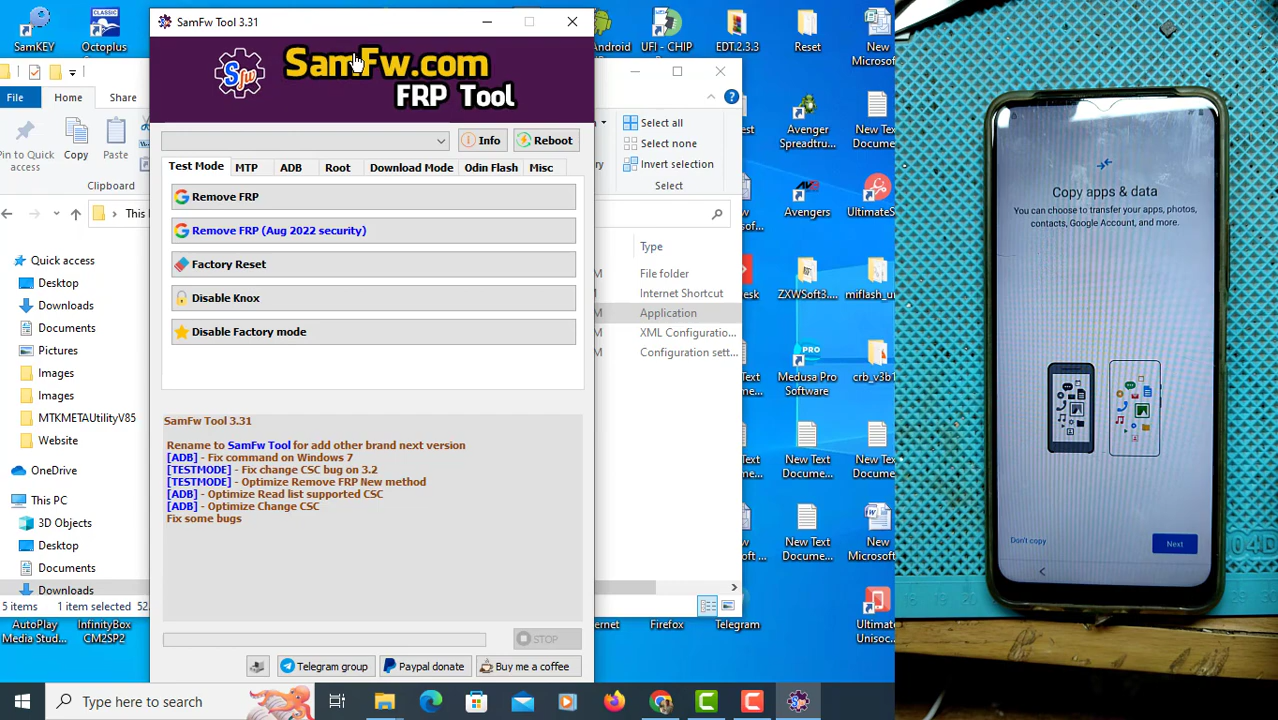 SamKEY
CLASSIC
Octoplus
SamFw Tool 3.31
Android
UFI - CHIP
EDT.2.3.3
Reset
New
Microsof...
SamFw.com
FRP Tool
File
Home
Share
Pin to Quick
access
Copy
Paste
Clipboard
Select all
Select none
Invert selection
Select
Info
Reboot
Test Mode
MTP
ADB
Root
Download Mode
Odin Flash
Misc
Remove FRP
Remove FRP (Aug 2022 security)
Factory Reset
Disable Knox
Disable Factory mode
Avenger
Spreadtru...
New Text
Docume...
AVE
Avengers
UltimateS...
This
Quick access
Desktop
Downloads
Documents
Pictures
Images
Images
MTKMETAUtilityV85
Website
OneDrive
This PC
3D Objects
Desktop
Documents
Downloads
5 items
1 item selected
Type
File folder
Internet Shortcut
Application
XML Configuratio...
Configuration sett...
ZXWSoft3....
PRO
Medusa Pro
Software
crb_v3b1
New Text
Docume...
New Text
Docume...
New Text
Docume...
New
Microsoft
SamFw Tool 3.31
Rename to SamFw Tool for add other brand next version
[ADB] - Fix command on Windows 7
[TESTMODE] - Fix change CSC bug on 3.2
[TESTMODE] - Optimize Remove FRP New method
[ADB] - Optimize Read list supported CSC
[ADB] - Optimize Change CSC
Fix some bugs
STOP
Telegram group
Paypal donate
Buy me a coffee
AutoPlay
Media Stud...
InfinityBox
CM2SP2
Firefox
Telegram
Ultimate
Unisoc...
Type here to search
Copy apps & data
You can choose to transfer your apps, photos,
contacts, Google Account, and more.
Don't copy
Next